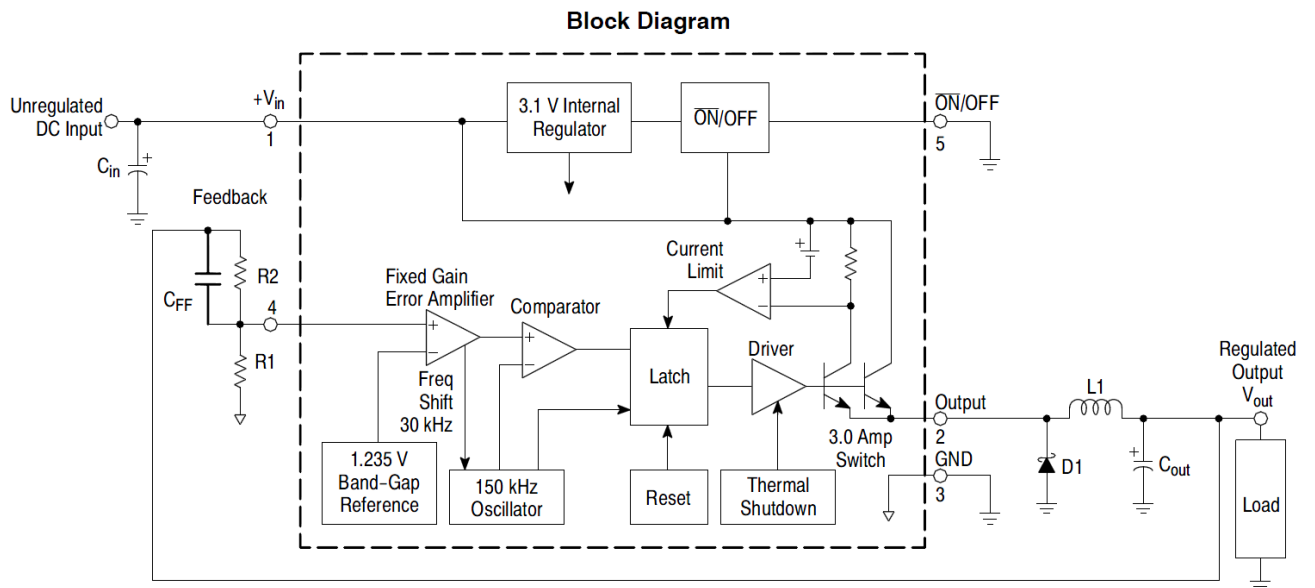 Block Diagram
Unregulated
DC Input
+Vin
1
Cin
+
3.1 V Internal
Regulator
ON/OFF
ON/OFF
5
Feedback
CFF
R2
4
R1
Fixed Gain
Error Amplifier
+
−
Freq
Shift
30 kHz
Comparator
+
−
Current
Limit
+
−
+
Latch
Driver
3.0 Amp
Switch
1.235 V
Band−Gap
Reference
150 kHz
Oscillator
Reset
Thermal
Shutdown
Output
2
GND
3
L1
D1
+
Cout
Regulated
Output
Vout
Load